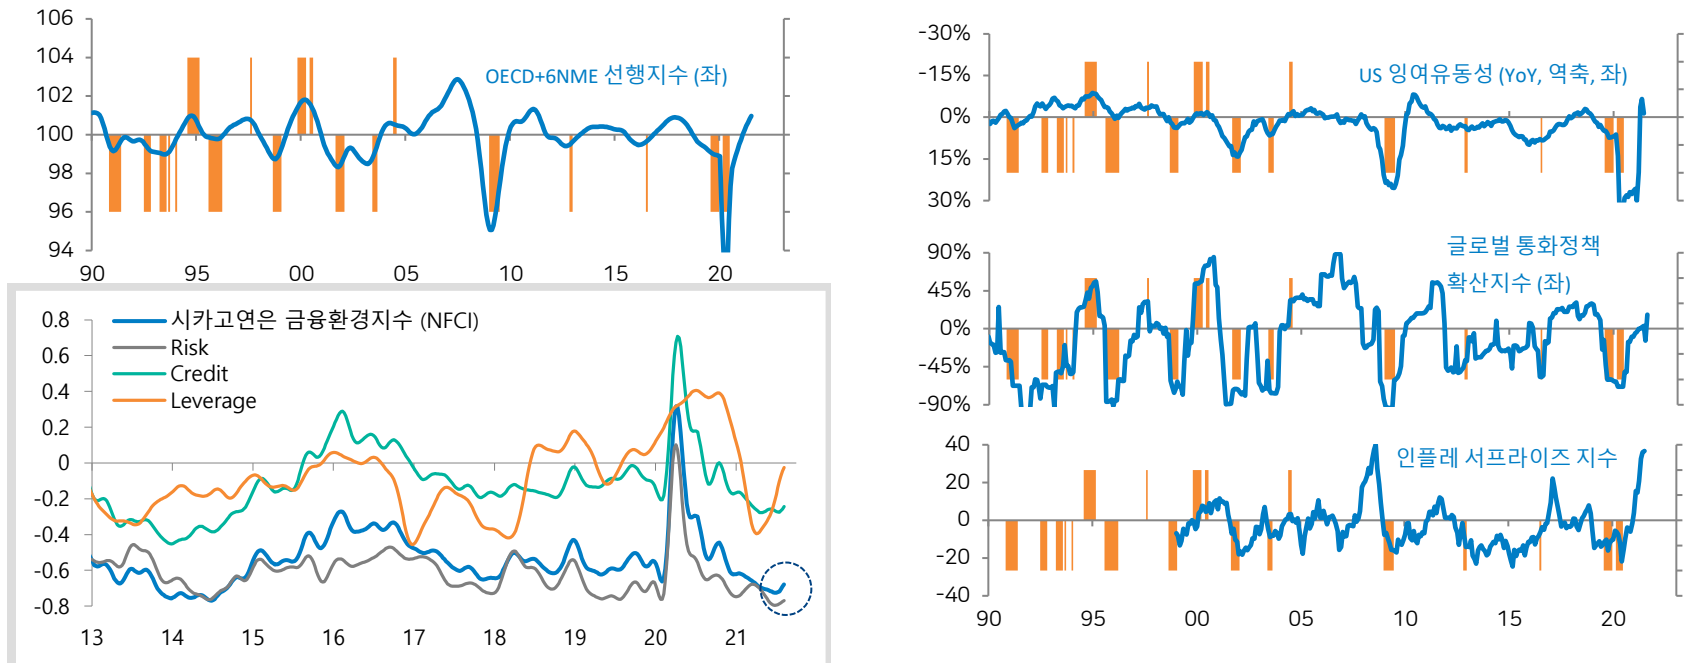 106
104
102
100
98
96
94
OECD+6NME 선행지수 (좌)
90 95 00 05 10 15 20
0.8
0.6
0.4
0.2
0
-0.2
-0.4
-0.6
-0.8
시카고연은 금융환경지수 (NFCI)
Risk
Credit
Leverage
13 14 15 16 17 18 19 20 21
-30%
-15%
0%
15%
30%
US 잉여유동성 (YoY, 역축, 좌)
90%
45%
0%
-45%
-90%
글로벌 통화정책
확산지수 (좌)
40
20
0
-20
-40
인플레 서프라이즈 지수
90 95 00 05 10 15 20